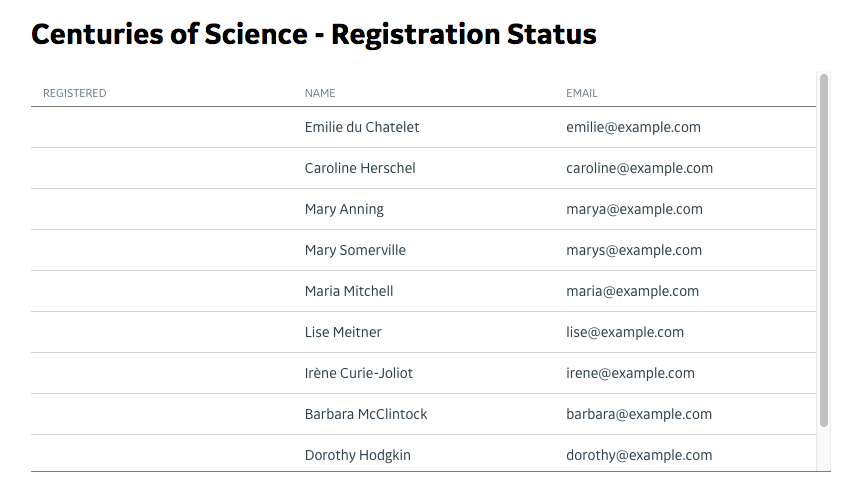 Centuries of Science - Registration Status
REGISTERED NAME EMAIL
Emilie du Chatelet emilie@example.com
Caroline Herschel caroline@example.com
Mary Anning marya@example.com
Mary Somerville marys@example.com
Maria Mitchell maria@example.com
Lise Meitner lise@example.com
Irène Curie-Joliot irene@example.com
Barbara McClintock barbara@example.com
Dorothy Hodgkin dorothy@example.com